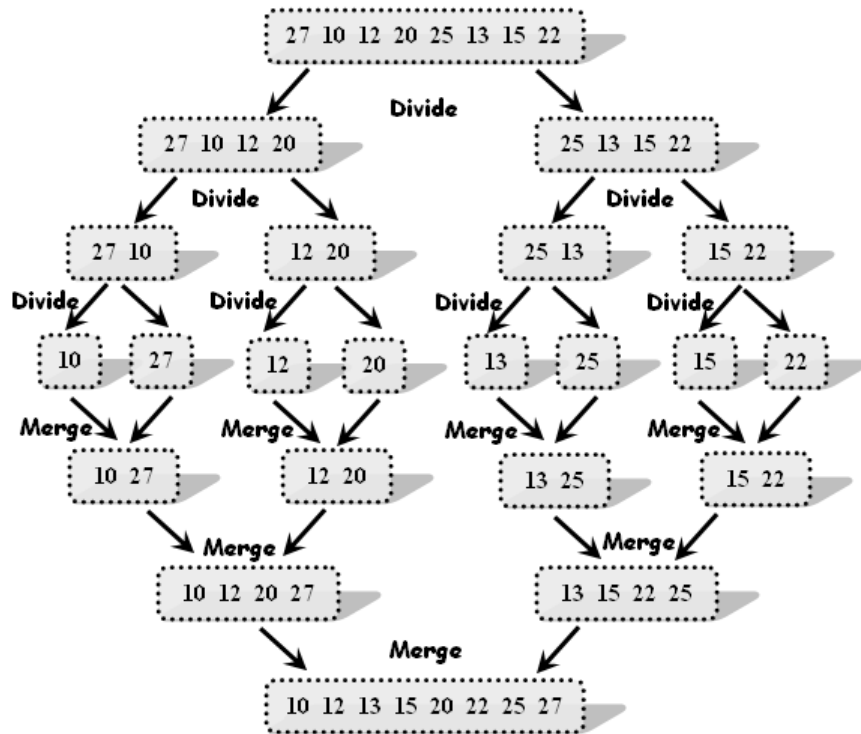 27 10 12 20 25 13 15 22
Divide
27 10 12 20
25 13 15 22
Divide
Divide
27 10
12 20
25 13
15 22
Divide
Divide
Divide
Divide
10
27
12
20
13
25
15
22
Merge
Merge
Merge
Merge
10 27
12 20
13 25
15 22
Merge
Merge
10 12 20 27
13 15 22 25
Merge
10 12 13 15 20 22 25 27